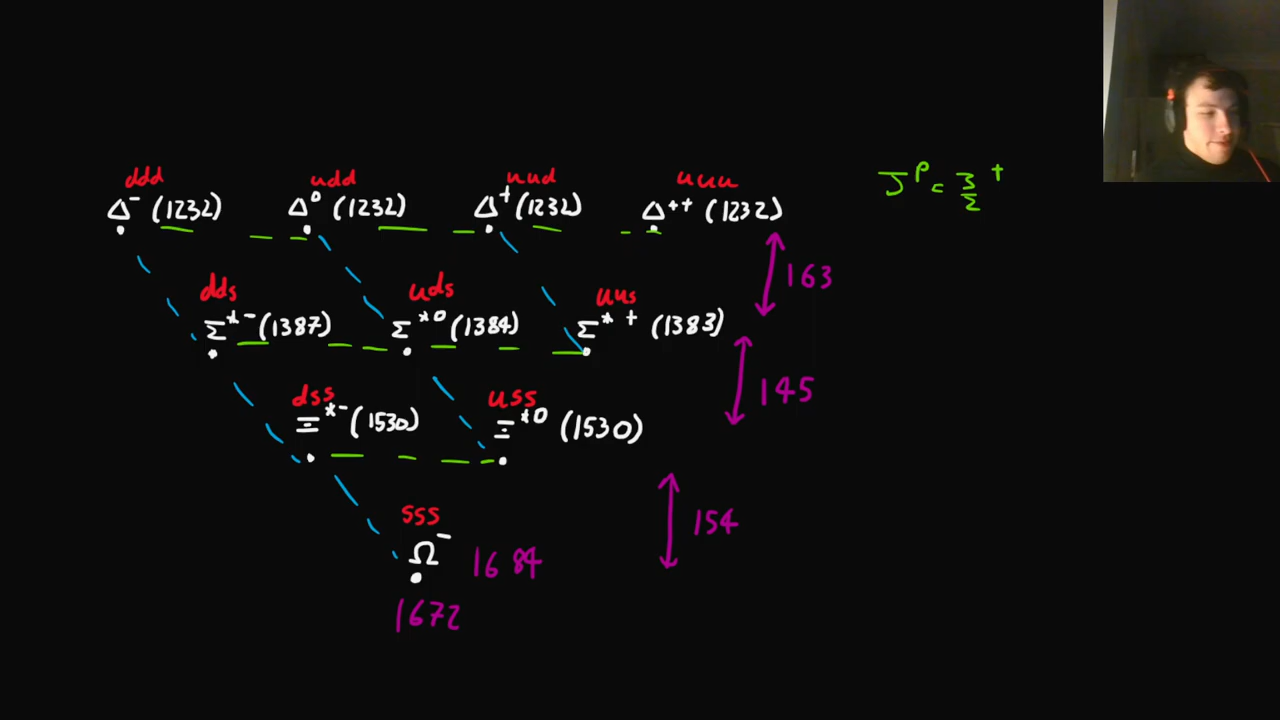 ddd udd uud uuu
Δ⁻ (1232) Δ⁰ (1232) Δ⁺ (1232) Δ⁺⁺ (1232)
J^P = 3/2 ⁺
163
dds uds uus
Σ*⁻ (1387) Σ*⁰ (1384) Σ*⁺ (1383)
145
dss uss
Ξ*⁻ (1530) Ξ*⁰ (1530)
154
sss
Ω⁻ 1684
1672